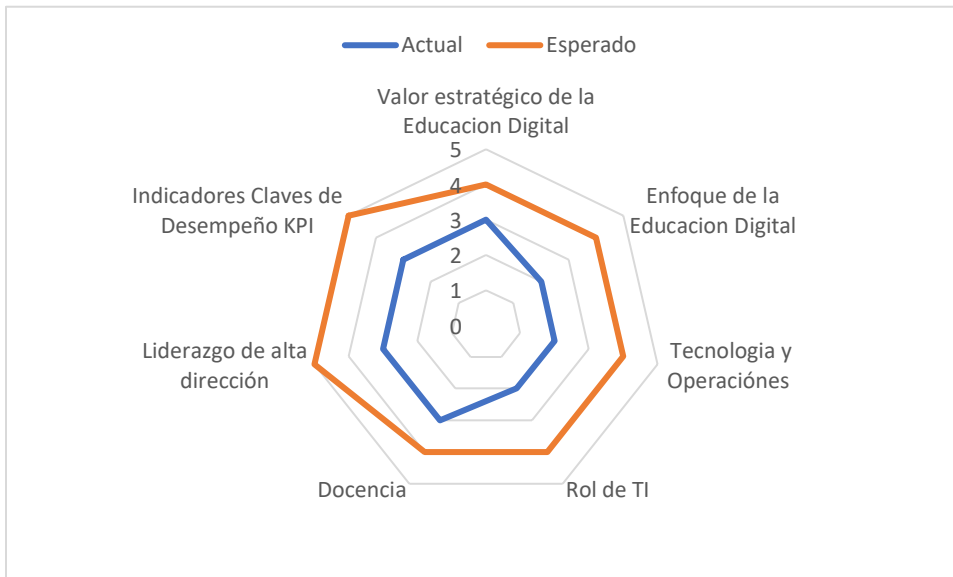 Actual
Esperado
Valor estratégico de la
Educacion Digital
5
4
3
2
1
0
Enfoque de la
Educacion Digital
Tecnologia y
Operaciónes
Rol de TI
Docencia
Liderazgo de alta
dirección
Indicadores Claves de
Desempeño KPI